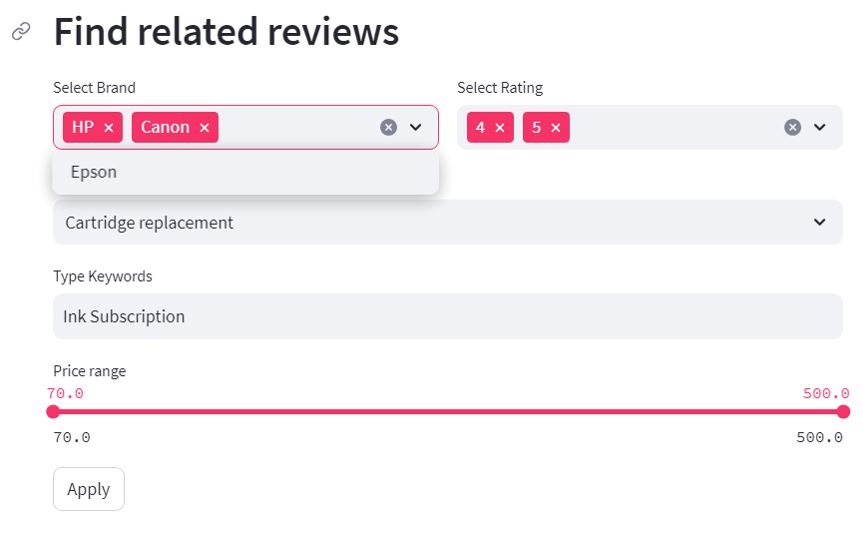 Find related reviews
Select Brand
Select Rating
HP × Canon ×
4 × 5 ×
Epson
Cartridge replacement
Type Keywords
Ink Subscription
Price range
70.0 500.0
70.0 500.0
Apply